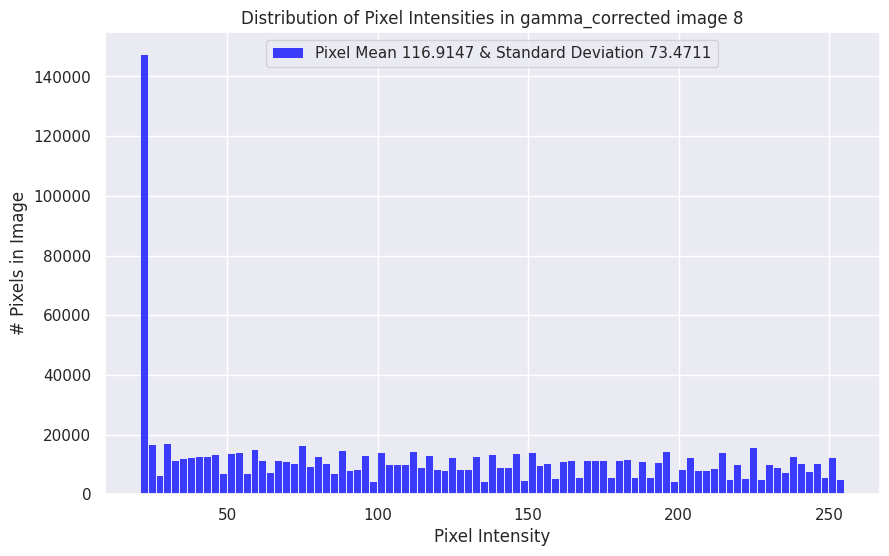 Distribution of Pixel Intensities in gamma_corrected image 8
Pixel Mean 116.9147 & Standard Deviation 73.4711
# Pixels in Image
140000
120000
100000
80000
60000
40000
20000
0
50 100 150 200 250
Pixel Intensity